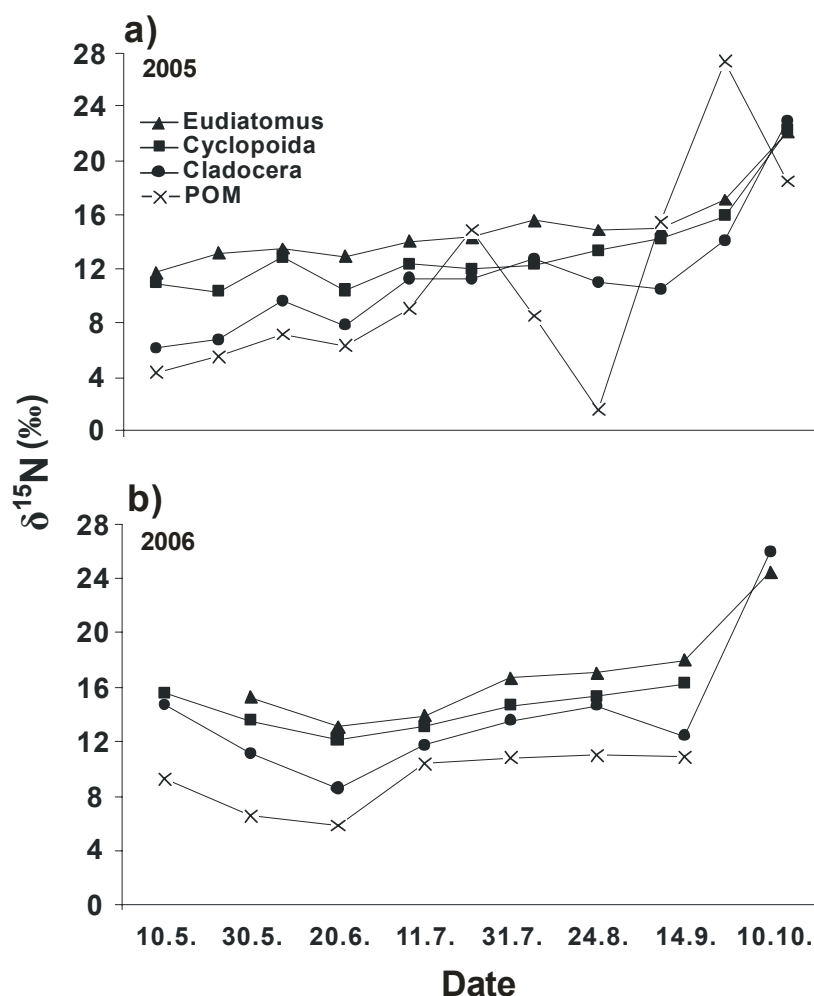 a)
28
2005
24
Eudiatomus
Cyclopoida
20
Cladocera
POM
16
12
8
4
0
δ¹⁵N (‰)
b)
28
2006
24
20
16
12
8
4
0
10.5. 30.5. 20.6. 11.7. 31.7. 24.8. 14.9. 10.10.
Date